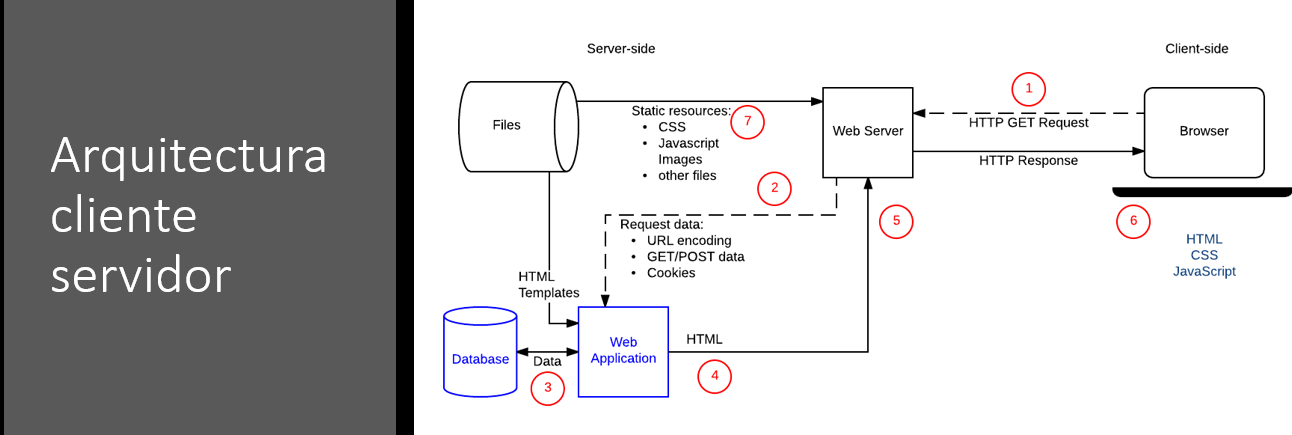 Arquitectura
cliente
servidor
Server-side
Client-side
Files
Static resources:
• CSS
• Javascript
Images
• other files
7
Web Server
1
HTTP GET Request
HTTP Response
Browser
2
Request data:
• URL encoding
• GET/POST data
• Cookies
5
6
HTML
CSS
JavaScript
HTML
Templates
Database
Data
3
Web
Application
HTML
4